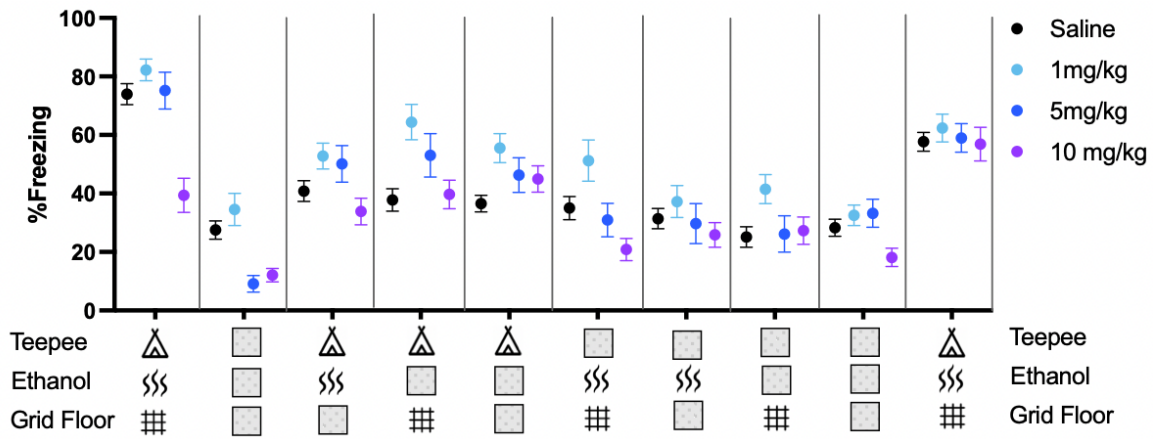 100
80
60
40
20
0
%Freezing
Saline
1mg/kg
5mg/kg
10 mg/kg
Teepee
Ethanol
Grid Floor
Teepee
Ethanol
Grid Floor